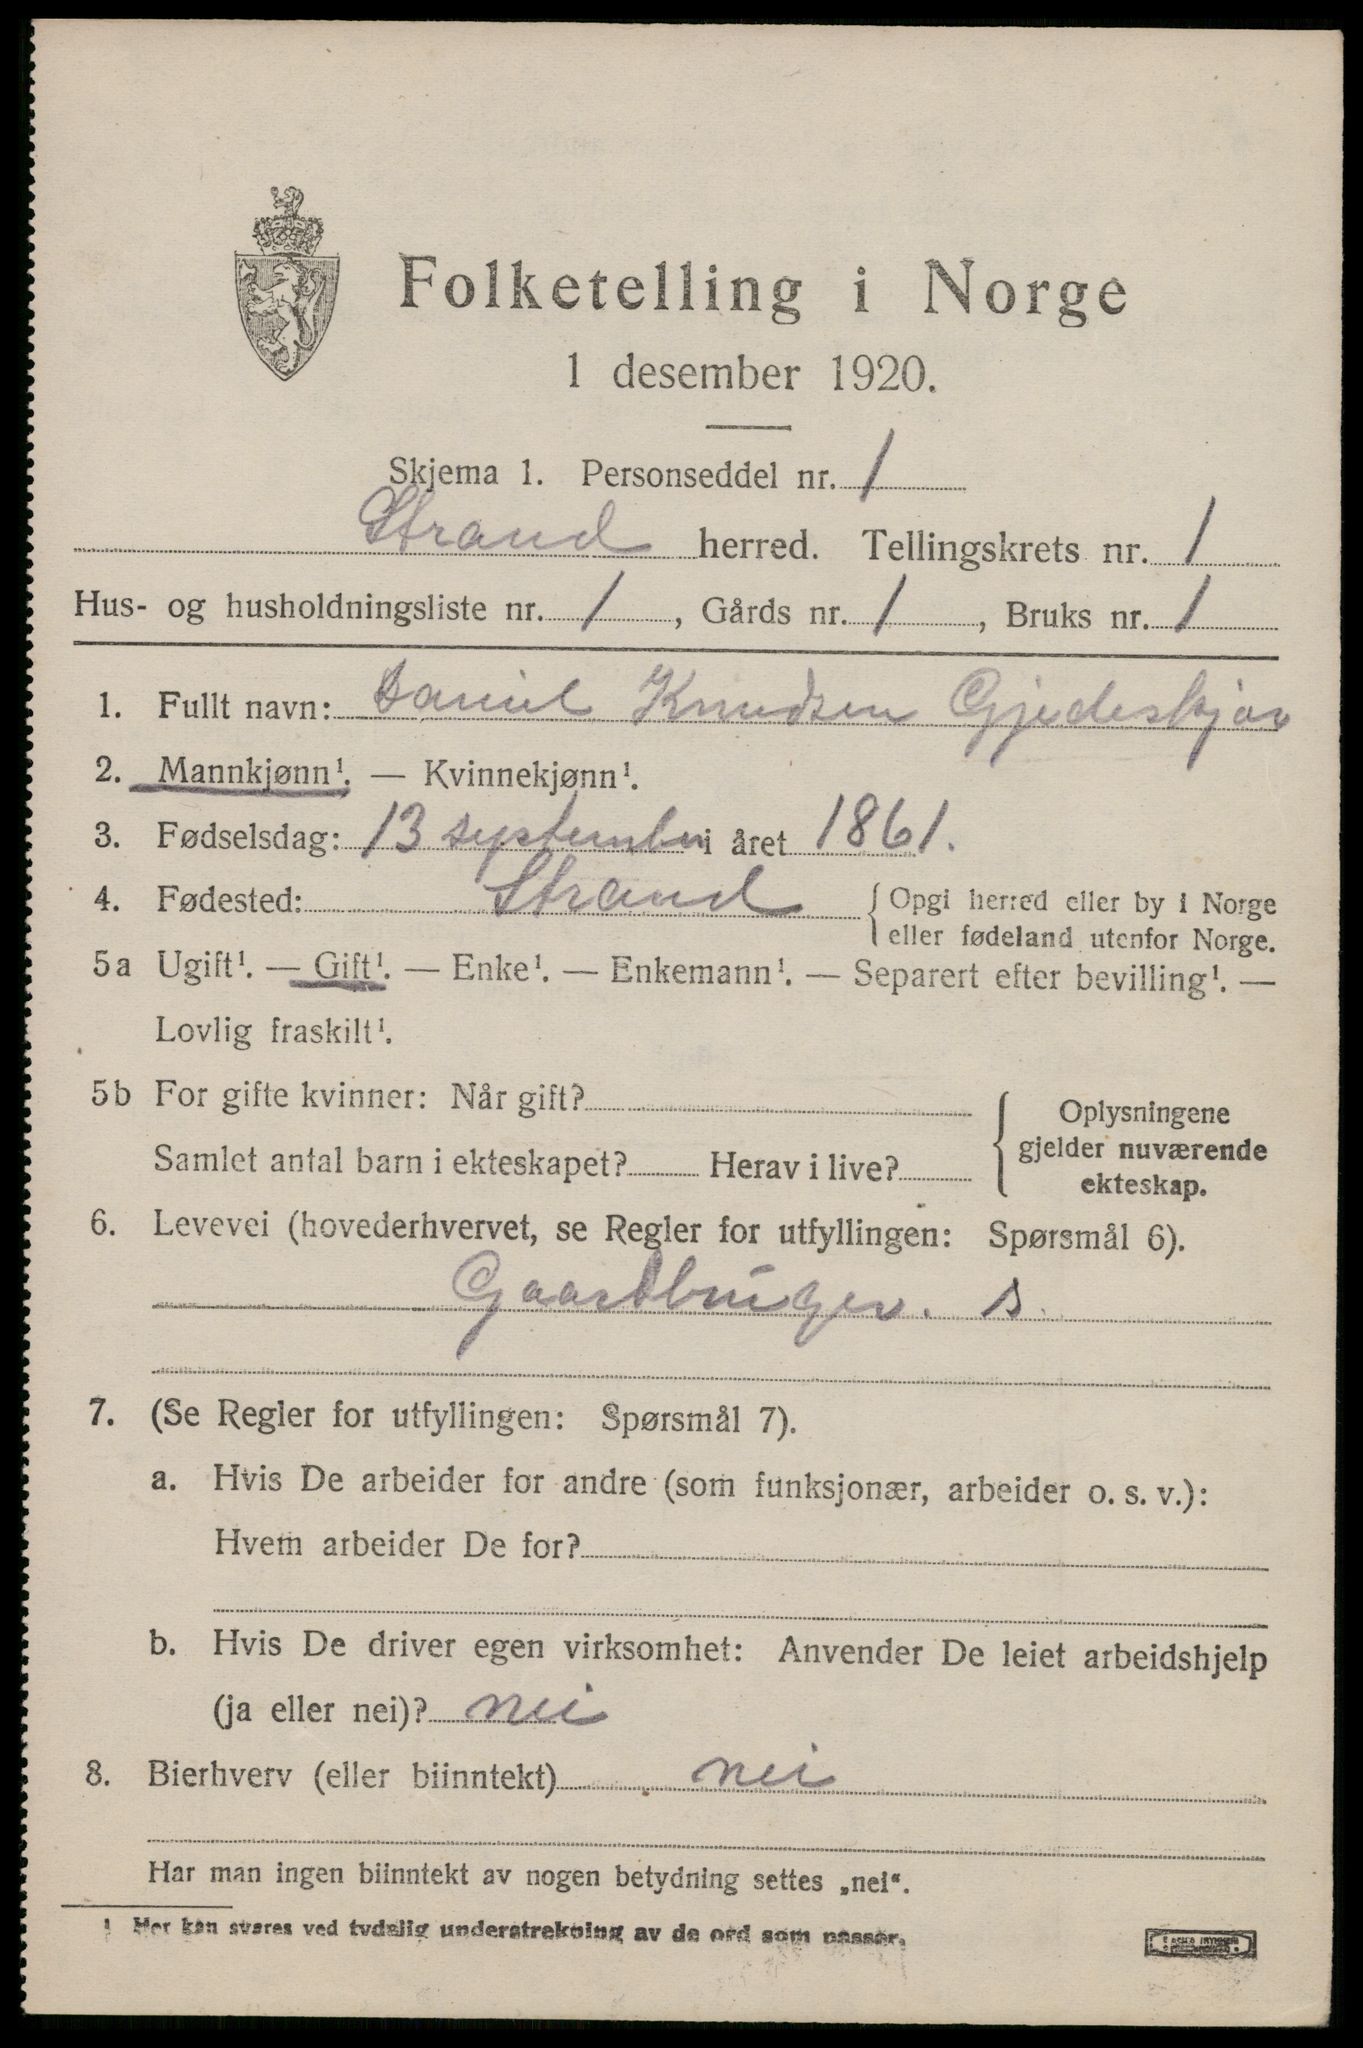 Folketelling i Norge
1 desember 1920.
Skjema 1. Personseddel nr. 1
Strand herred. Tellingskrets nr. 1
Hus- og husholdningsliste nr. 1, Gårds nr. 1, Bruks nr. 1
1. Fullt navn: Daniel Knudsen Gjedeskjær
2. Mannkjønn¹. — Kvinnekjønn¹.
3. Fødselsdag: 13 september i året 1861.
4. Fødested: Strand { Opgi herred eller by i Norge
eller fødeland utenfor Norge.
5a Ugift¹. — Gift¹. — Enke¹. — Enkemann¹. — Separert efter bevilling¹. —
Lovlig fraskilt¹.
5b For gifte kvinner: Når gift?
Samlet antal barn i ekteskapet? Herav i live?
{ Oplysningene
gjelder nuværende
ekteskap.
6. Levevei (hovederhvervet, se Regler for utfyllingen: Spørsmål 6).
Gaardbruger. s
7. (Se Regler for utfyllingen: Spørsmål 7).
a. Hvis De arbeider for andre (som funksjonær, arbeider o. s. v.):
Hvem arbeider De for?
b. Hvis De driver egen virksomhet: Anvender De leiet arbeidshjelp
(ja eller nei)? nei
8. Bierhverv (eller biinntekt) nei
Har man ingen biinntekt av nogen betydning settes „nei“.
¹ Her kan svares ved tydelig understrekning av de ord som passer.